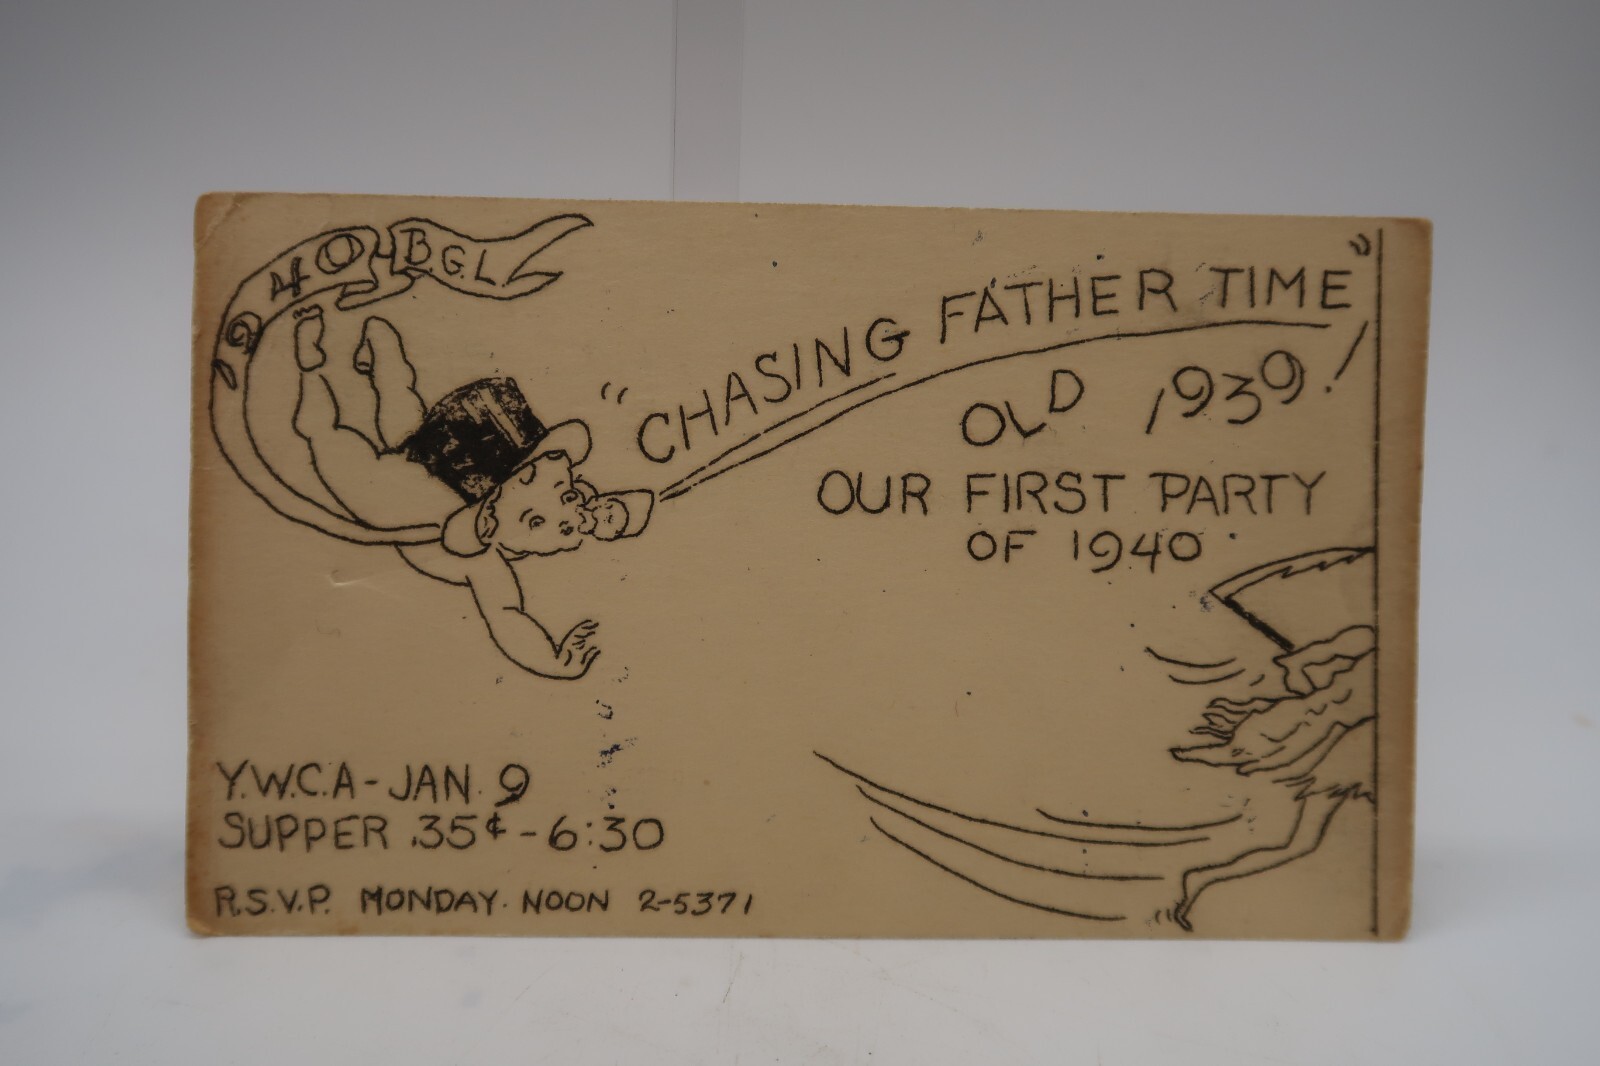 1940 B.G.L
"CHASING FATHER TIME"
OLD 1939!
OUR FIRST PARTY
OF 1940.
Y.W.C.A - JAN. 9
SUPPER .35¢ - 6:30
R.S.V.P. MONDAY. NOON 2-5371